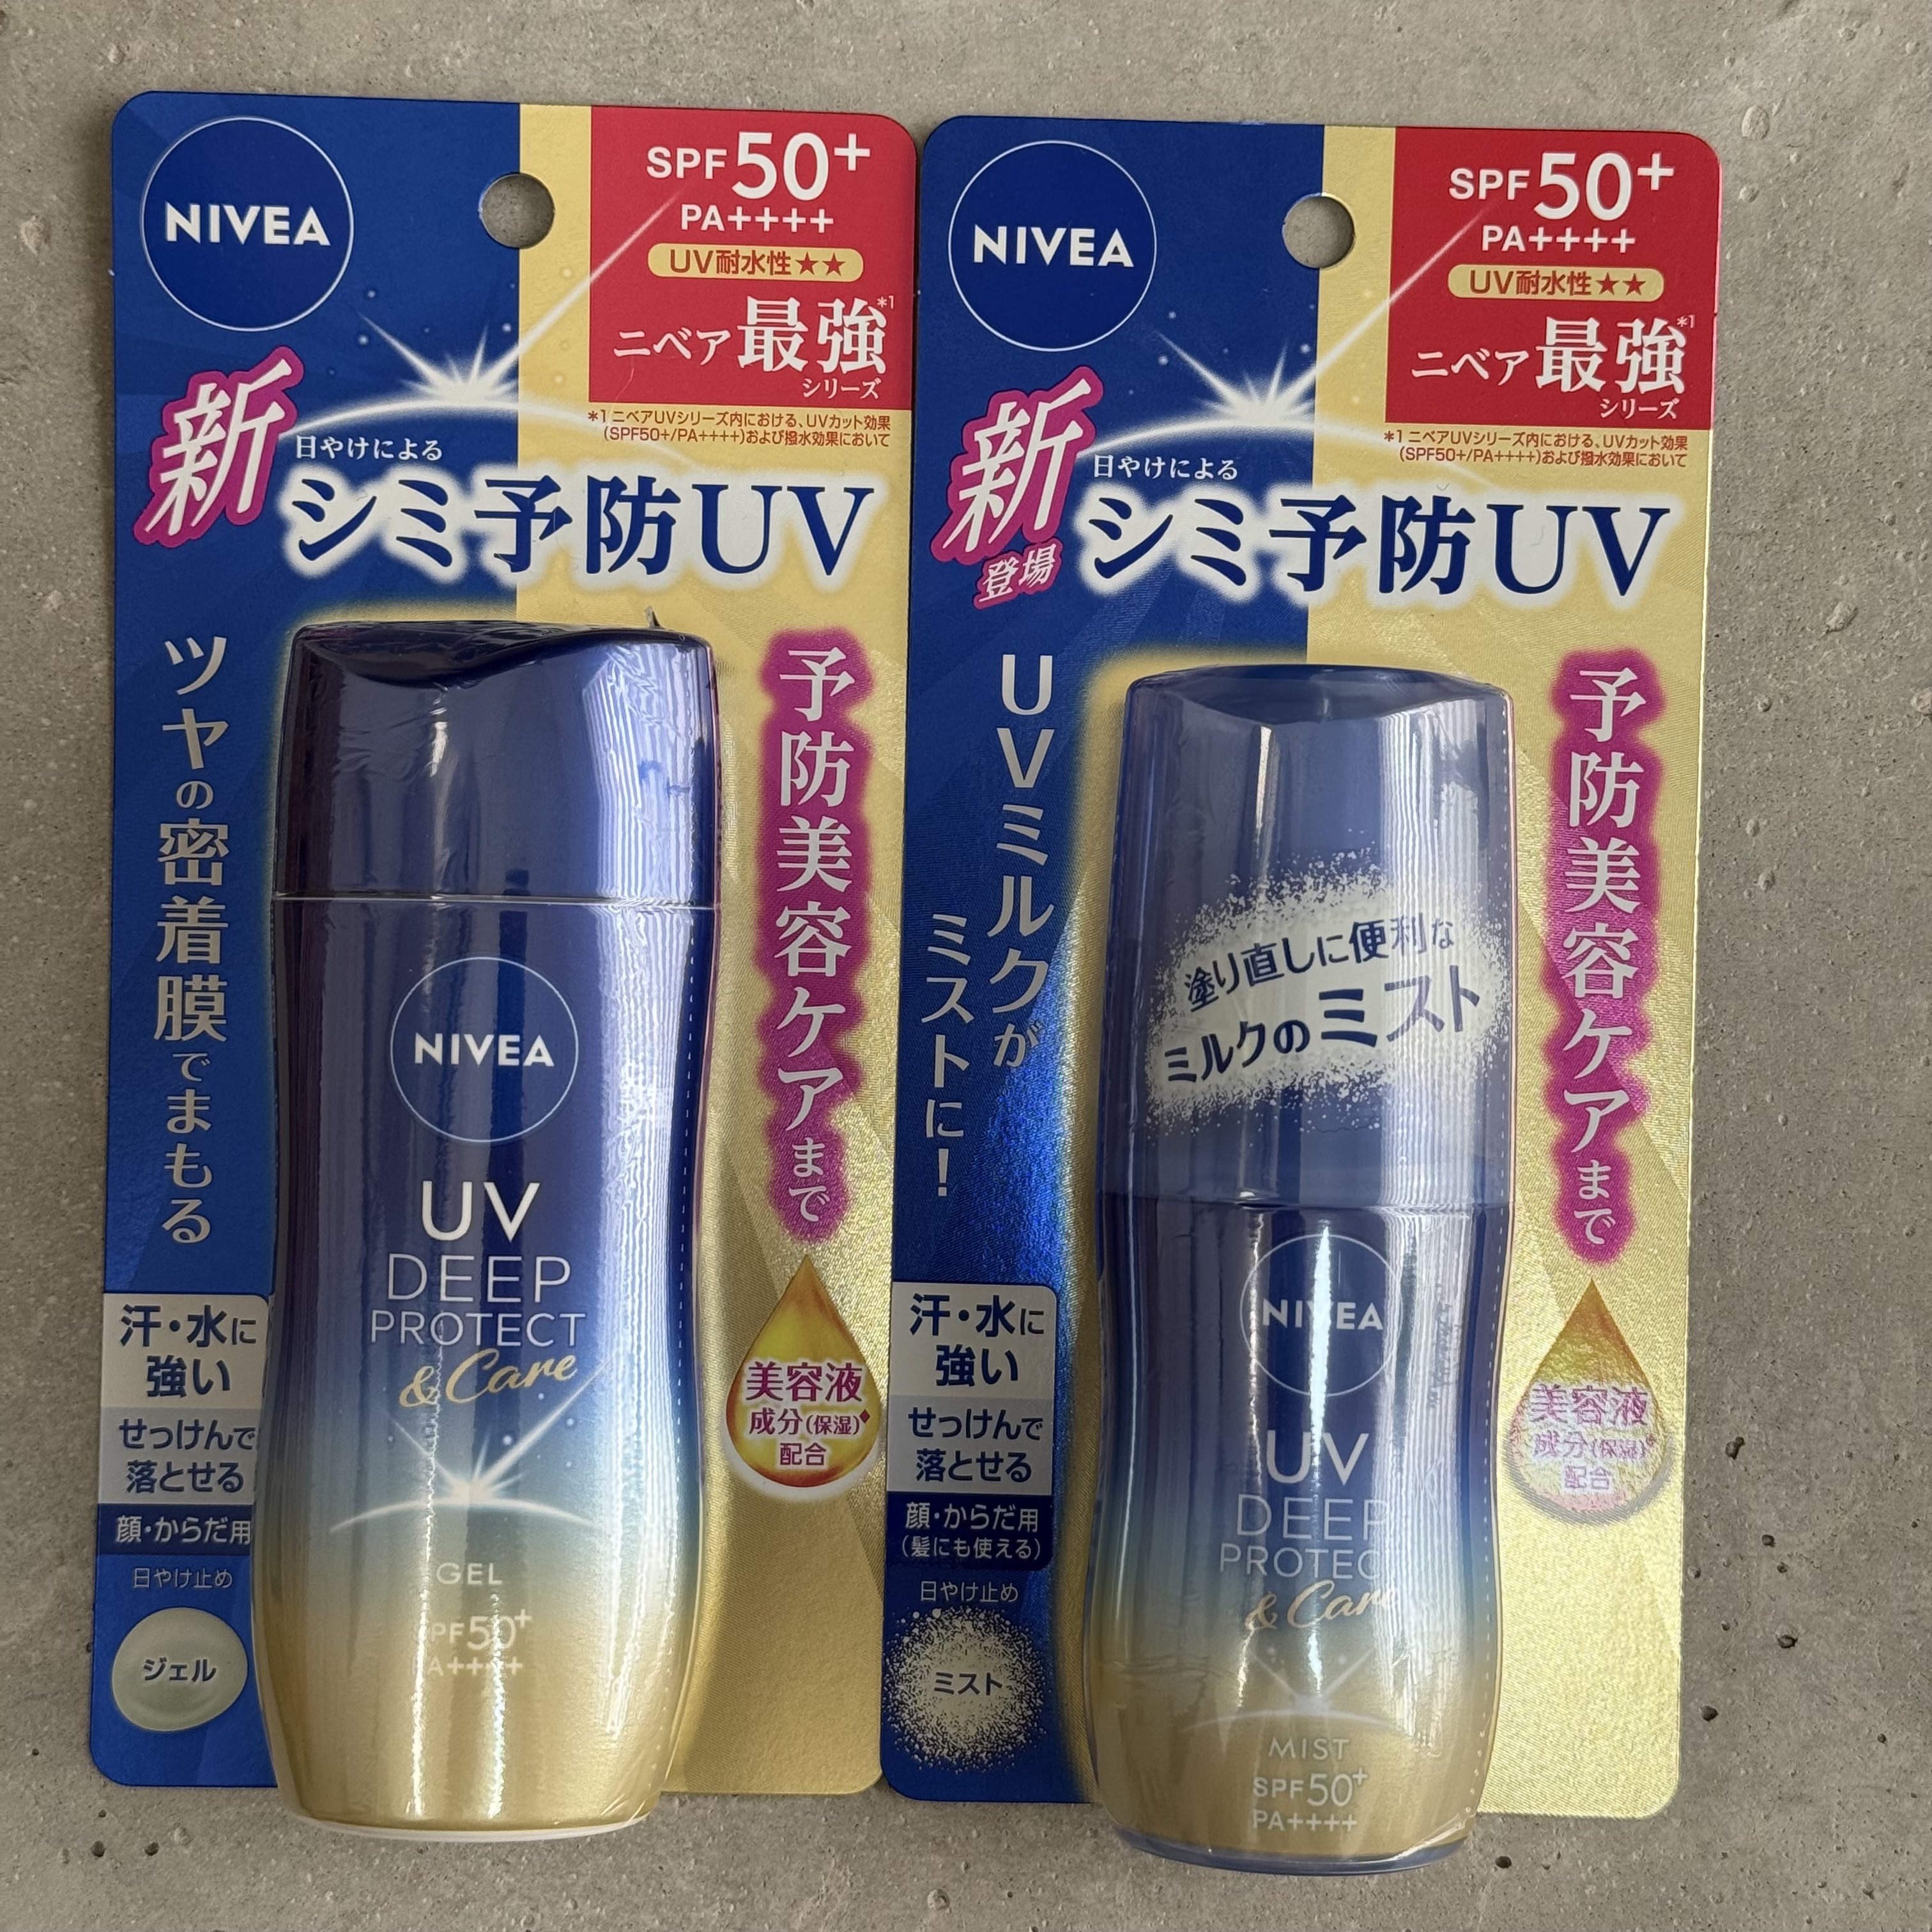 NIVEA
SPF50+
PA++++
UV耐水性★★
ニベア最強*1
シリーズ
*1 ニベアUVシリーズ内における、UVカット効果
(SPF50+/PA++++)および撥水効果において
新
日やけによる
シミ予防UV
ツヤの密着膜でまもる
予防美容ケアまで
NIVEA
UV
DEEP
PROTECT
& Care
GEL
PF50+
A++++
汗・水に
強い
せっけんで
落とせる
顔・からだ用
日やけ止め
ジェル
美容液
成分(保湿)◆
配合
NIVEA
SPF50+
PA++++
UV耐水性★★
ニベア最強*1
シリーズ
*1 ニベアUVシリーズ内における、UVカット効果
(SPF50+/PA++++)および撥水効果において
新
登場
日やけによる
シミ予防UV
UVミルクが
ミストに!
予防美容ケアまで
塗り直しに便利な
ミルクのミスト
NIVEA
UV
DEEP
PROTEC
& Care
MIST
SPF50+
PA++++
汗・水に
強い
せっけんで
落とせる
顔・からだ用
(髪にも使える)
日やけ止め
ミスト
美容液
成分(保湿)◆
配合